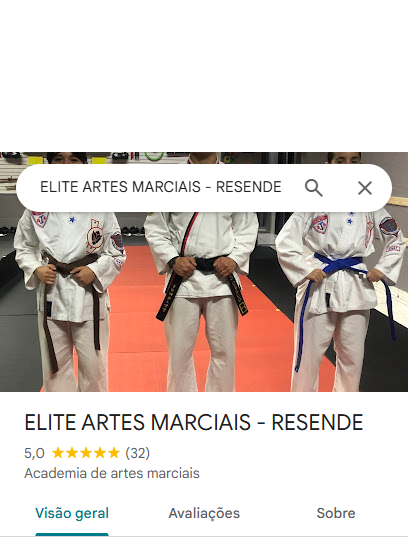 ELITE ARTES MARCIAIS - RESENDE
ELITE ARTES MARCIAIS - RESENDE
5,0 ★★★★★ (32)
Academia de artes marciais
Visão geral Avaliações Sobre